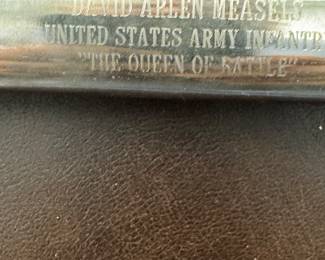 DAVID ARLEN MEASELS
UNITED STATES ARMY INFANTRY
"THE QUEEN OF BATTLE"